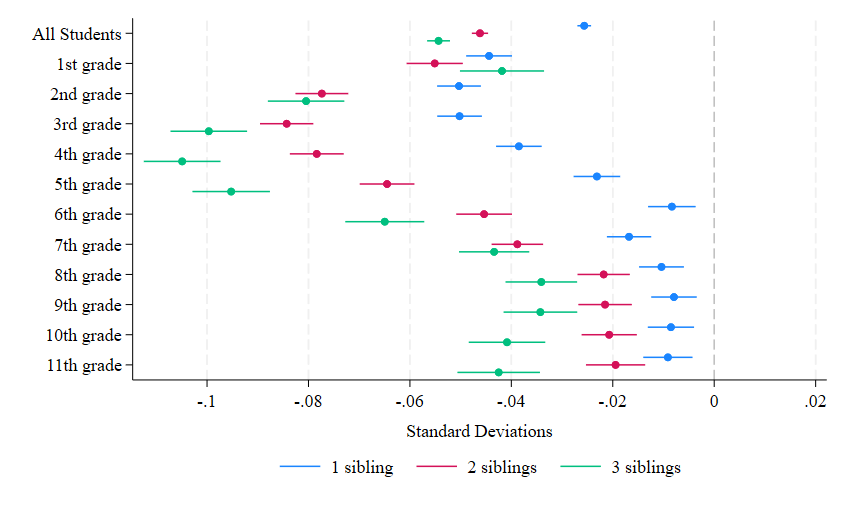 All Students
1st grade
2nd grade
3rd grade
4th grade
5th grade
6th grade
7th grade
8th grade
9th grade
10th grade
11th grade
-.1 -.08 -.06 -.04 -.02 0 .02
Standard Deviations
1 sibling 2 siblings 3 siblings